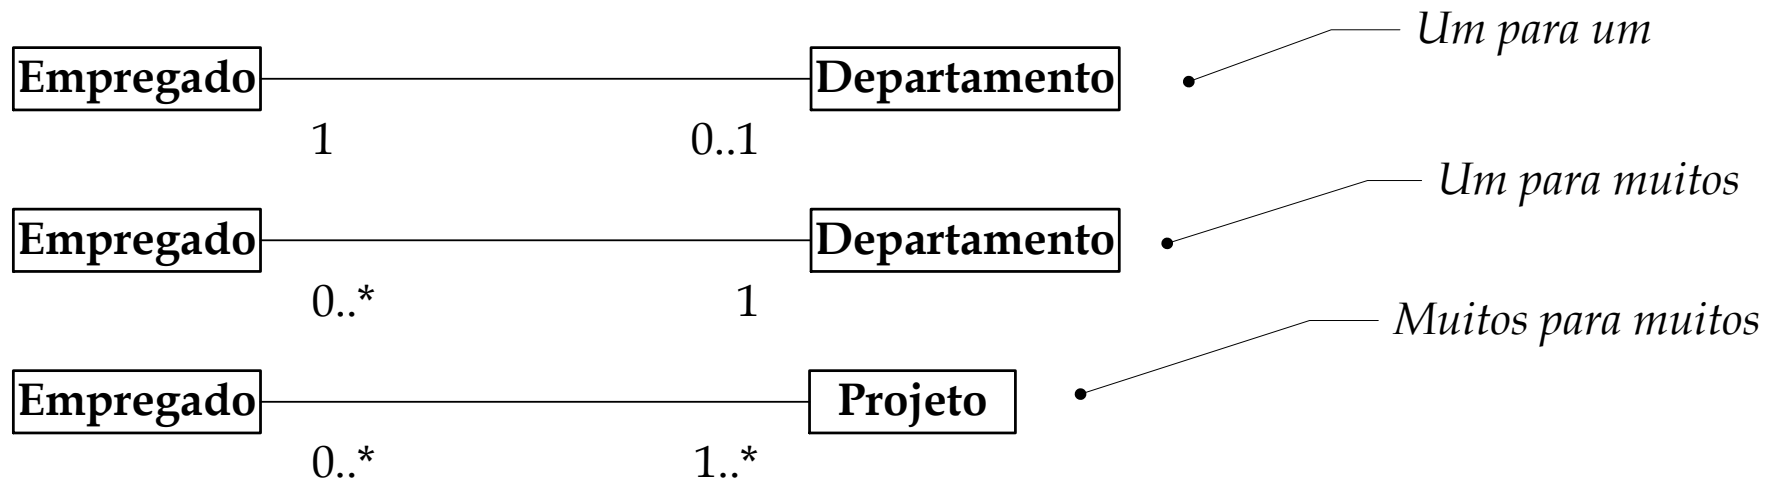 Um para um
Empregado Departamento
1 0..1
Um para muitos
Empregado Departamento
0..* 1
Muitos para muitos
Empregado Projeto
0..* 1..*